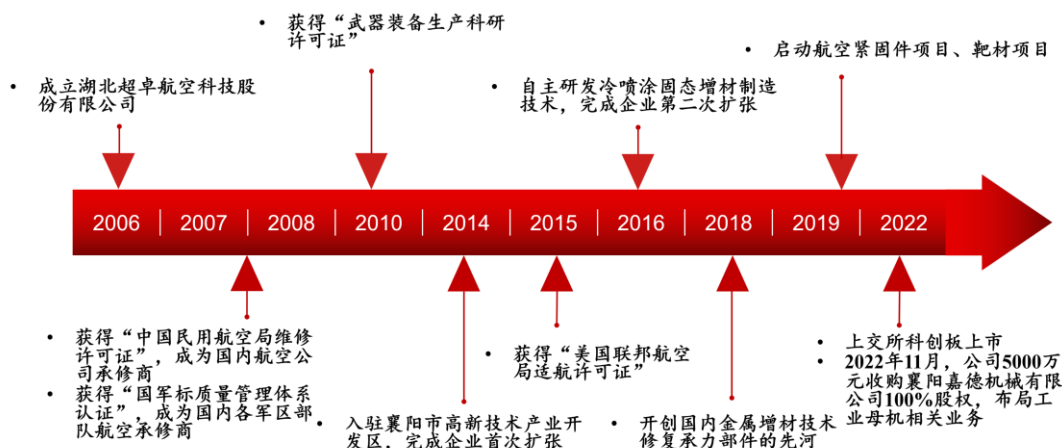 • 获得“武器装备生产科研
许可证”
• 启动航空紧固件项目、靶材项目
• 成立湖北超卓航空科技股
份有限公司
• 自主研发冷喷涂固态增材制造
技术，完成企业第二次扩张
2006 | 2007 | 2008 | 2010 | 2014 | 2015 | 2016 | 2018 | 2019 | 2022
• 获得“中国民用航空局维修
许可证”，成为国内航空公
司承修商
• 获得“国军标质量管理体系
认证”，成为国内各军区部
队航空承修商
• 入驻襄阳市高新技术产业开
发区，完成企业首次扩张
• 获得“美国联邦航空
局适航许可证”
• 开创国内金属增材技术
修复承力部件的先河
• 上交所科创板上市
• 2022年11月，公司5000万
元收购襄阳嘉德机械有限
公司100%股权，布局工
业母机相关业务